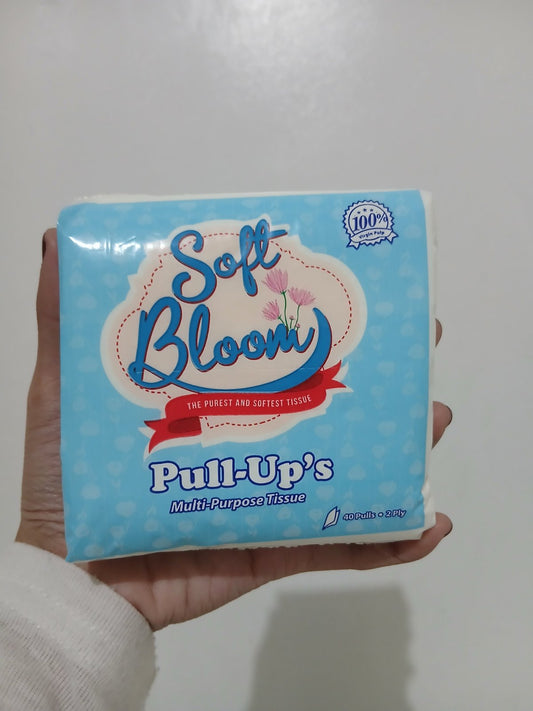 100%
Virgin Pulp
Soft
Bloom
THE PUREST AND SOFTEST TISSUE
Pull-Up's
Multi-Purpose Tissue
40 Pulls • 2 Ply